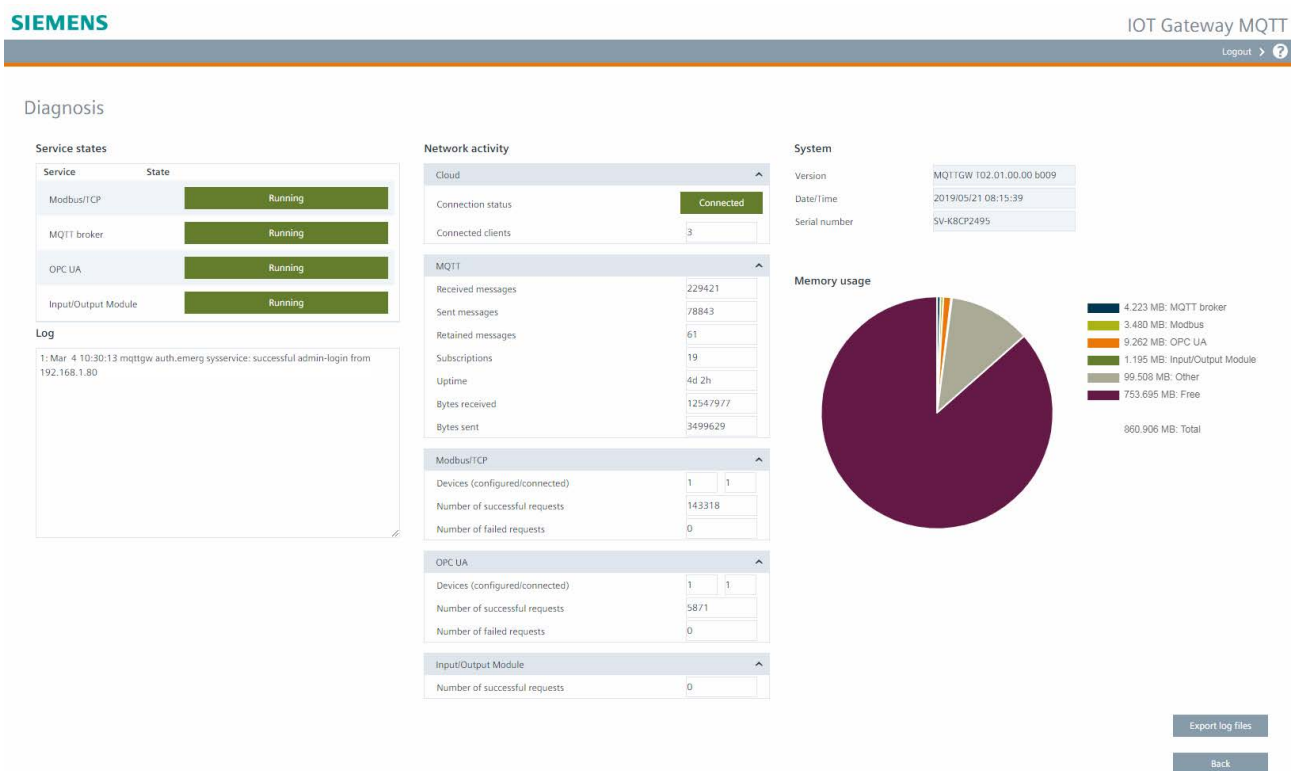 SIEMENS
IOT Gateway MQTT
Logout
Diagnosis
Service states
Service State
Modbus/TCP Running
MQTT broker Running
OPC UA Running
Input/Output Module Running
Log
1: Mar 4 10:30:13 mqttgw auth.emerg sysservice: successful admin-login from
192.168.1.80
Network activity
Cloud
Connection status Connected
Connected clients 3
MQTT
Received messages 229421
Sent messages 78843
Retained messages 61
Subscriptions 19
Uptime 4d 2h
Bytes received 12547977
Bytes sent 3499629
Modbus/TCP
Devices (configured/connected) 1 1
Number of successful requests 143318
Number of failed requests 0
OPC UA
Devices (configured/connected) 1 1
Number of successful requests 5871
Number of failed requests 0
Input/Output Module
Number of successful requests 0
System
Version MQTTGW T02.01.00.00 b009
Date/Time 2019/05/21 08:15:39
Serial number SV-K8CP2495
Memory usage
4.223 MB: MQTT broker
3.480 MB: Modbus
9.262 MB: OPC UA
1.195 MB: Input/Output Module
99.508 MB: Other
753.695 MB: Free
860.906 MB: Total
Export log files
Back